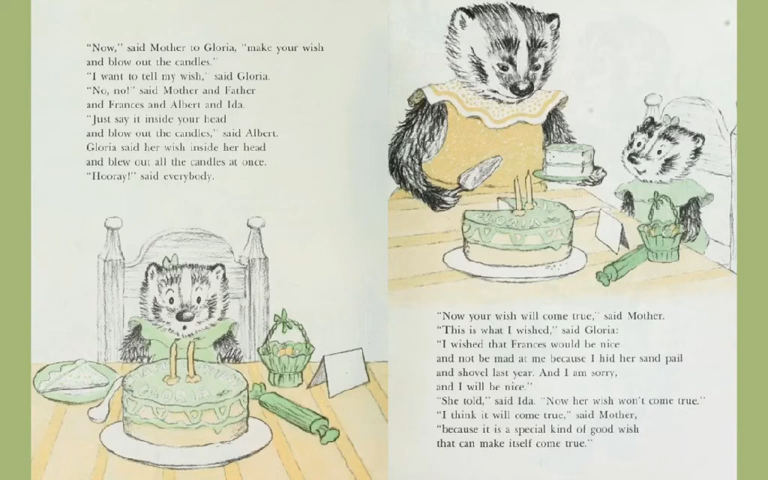 "Now," said Mother to Gloria, "make your wish
and blow out the candles."
"I want to tell my wish," said Gloria.
"No, no!" said Mother and Father
and Frances and Albert and Ida.
"Just say it inside your head
and blow out the candles," said Albert.
Gloria said her wish inside her head
and blew out all the candles at once.
"Hooray!" said everybody.
"Now your wish will come true," said Mother.
"This is what I wished," said Gloria:
"I wished that Frances would be nice
and not be mad at me because I hid her sand pail
and shovel last year. And I am sorry,
and I will be nice."
"She told," said Ida. "Now her wish won't come true."
"I think it will come true," said Mother,
"because it is a special kind of good wish
that can make itself come true."